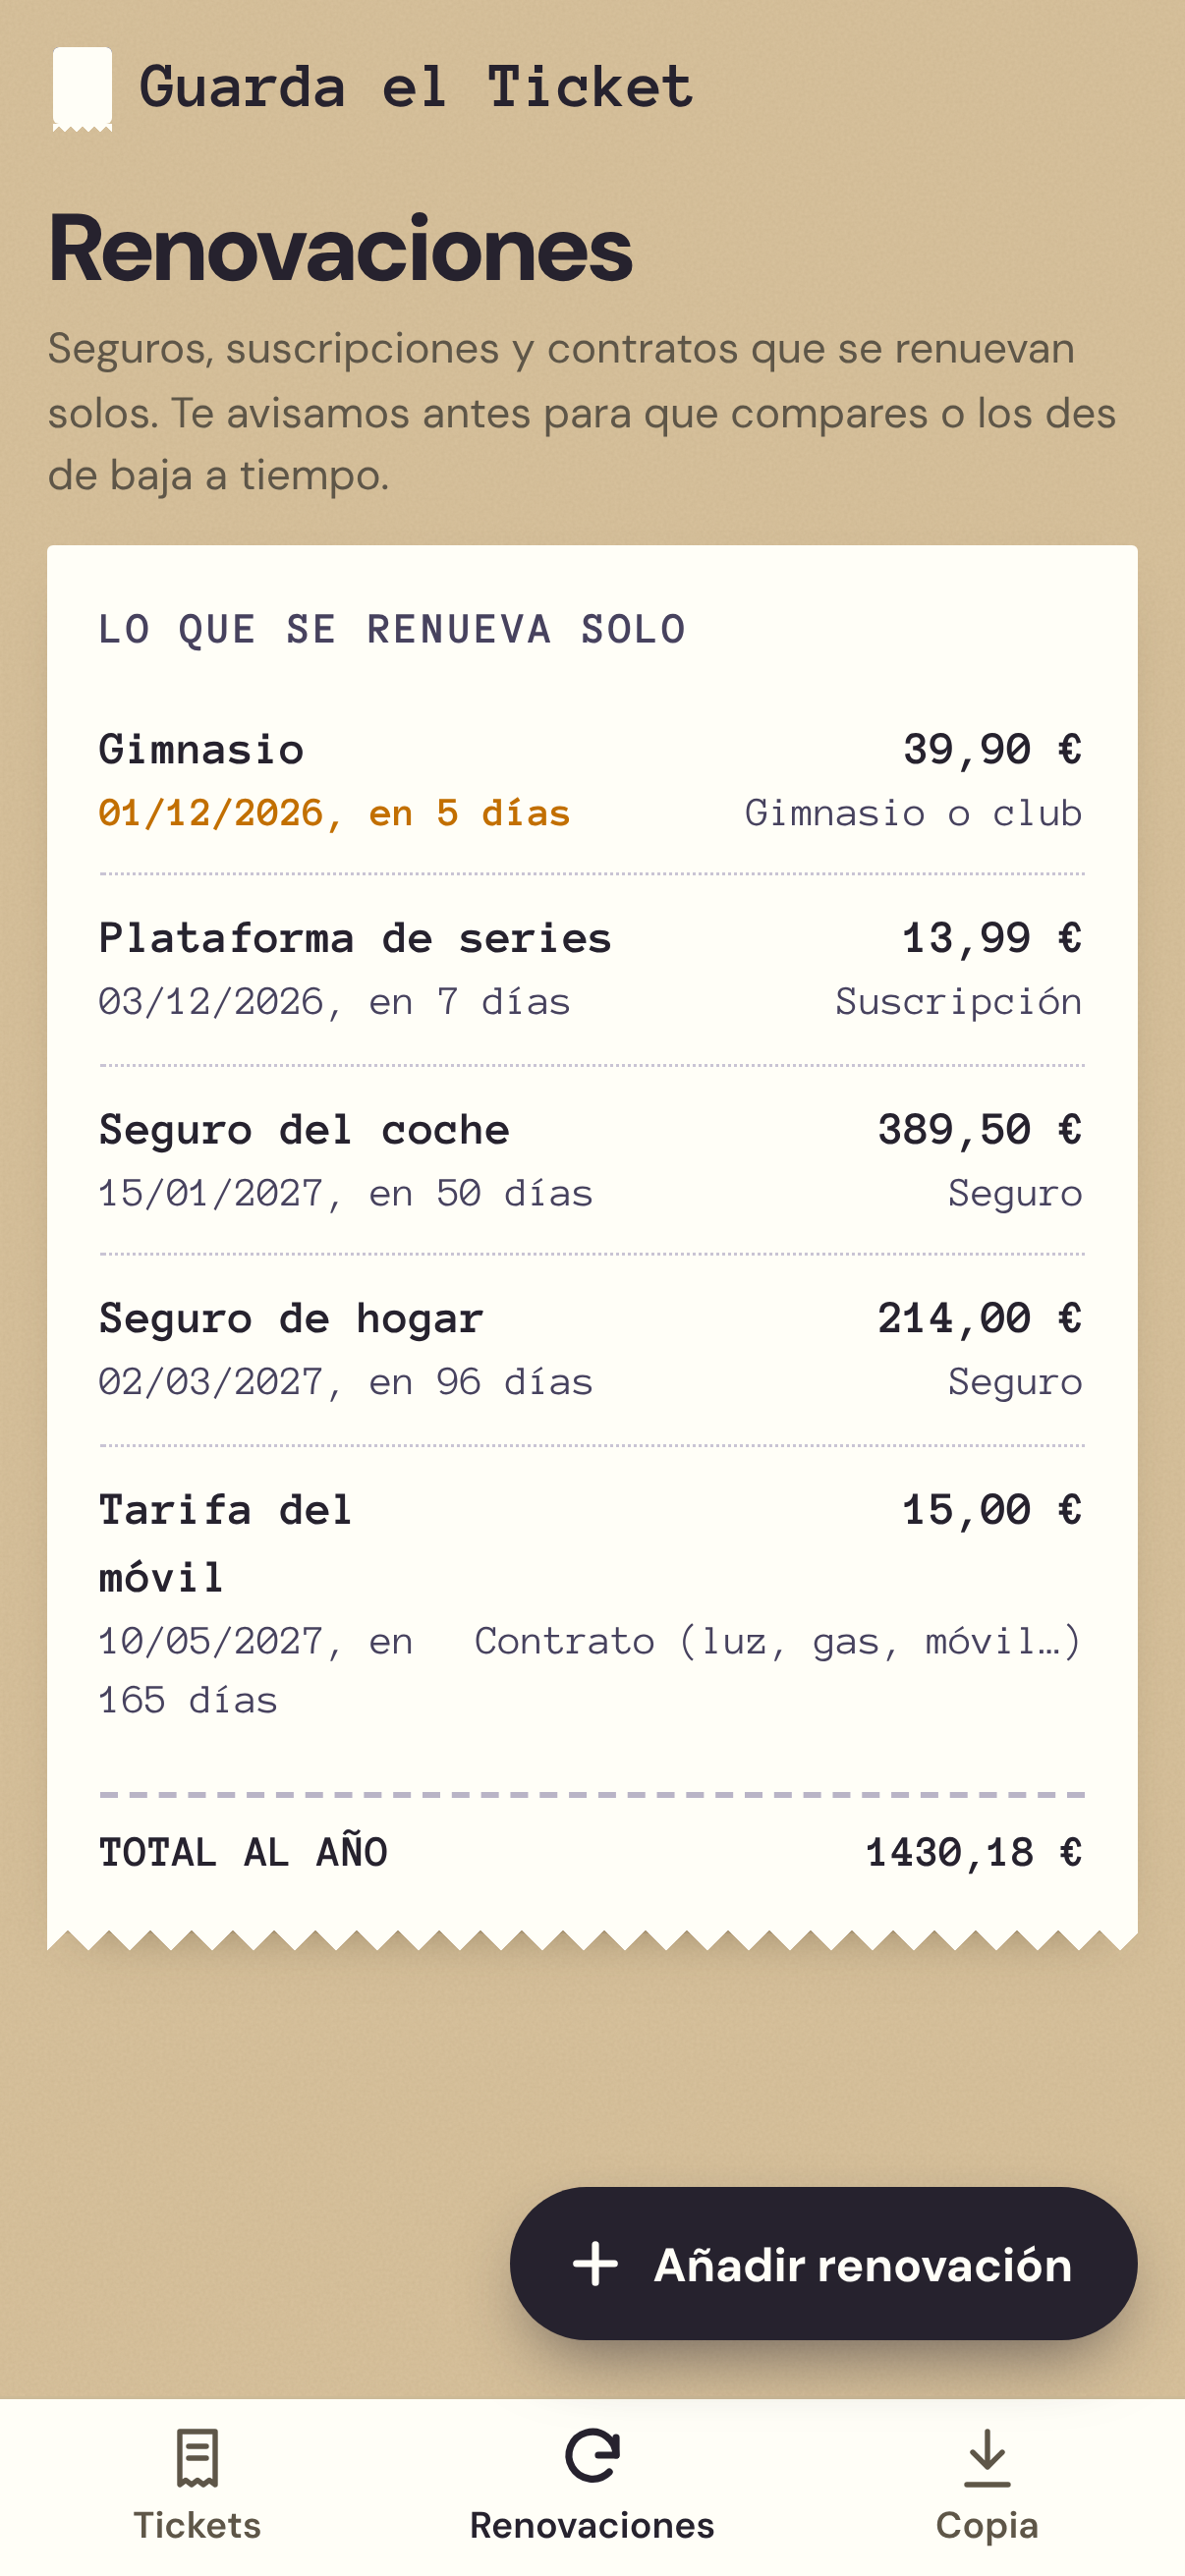 Guarda el Ticket
Renovaciones
Seguros, suscripciones y contratos que se renuevan
solos. Te avisamos antes para que compares o los des
de baja a tiempo.
LO QUE SE RENUEVA SOLO
Gimnasio 39,90 €
01/12/2026, en 5 días Gimnasio o club
Plataforma de series 13,99 €
03/12/2026, en 7 días Suscripción
Seguro del coche 389,50 €
15/01/2027, en 50 días Seguro
Seguro de hogar 214,00 €
02/03/2027, en 96 días Seguro
Tarifa del 15,00 €
móvil
10/05/2027, en Contrato (luz, gas, móvil…)
165 días
TOTAL AL AÑO 1430,18 €
Añadir renovación
Tickets Renovaciones Copia